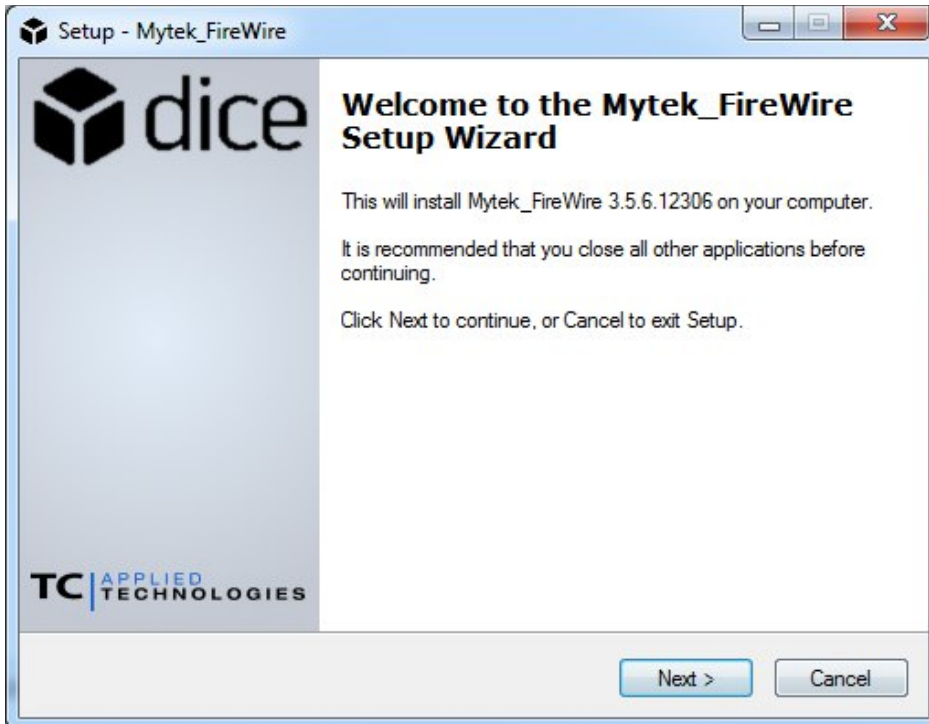 Setup - Mytek_FireWire
dice
Welcome to the Mytek_FireWire
Setup Wizard
This will install Mytek_FireWire 3.5.6.12306 on your computer.
It is recommended that you close all other applications before
continuing.
Click Next to continue, or Cancel to exit Setup.
TC APPLIED
TECHNOLOGIES
Next >
Cancel